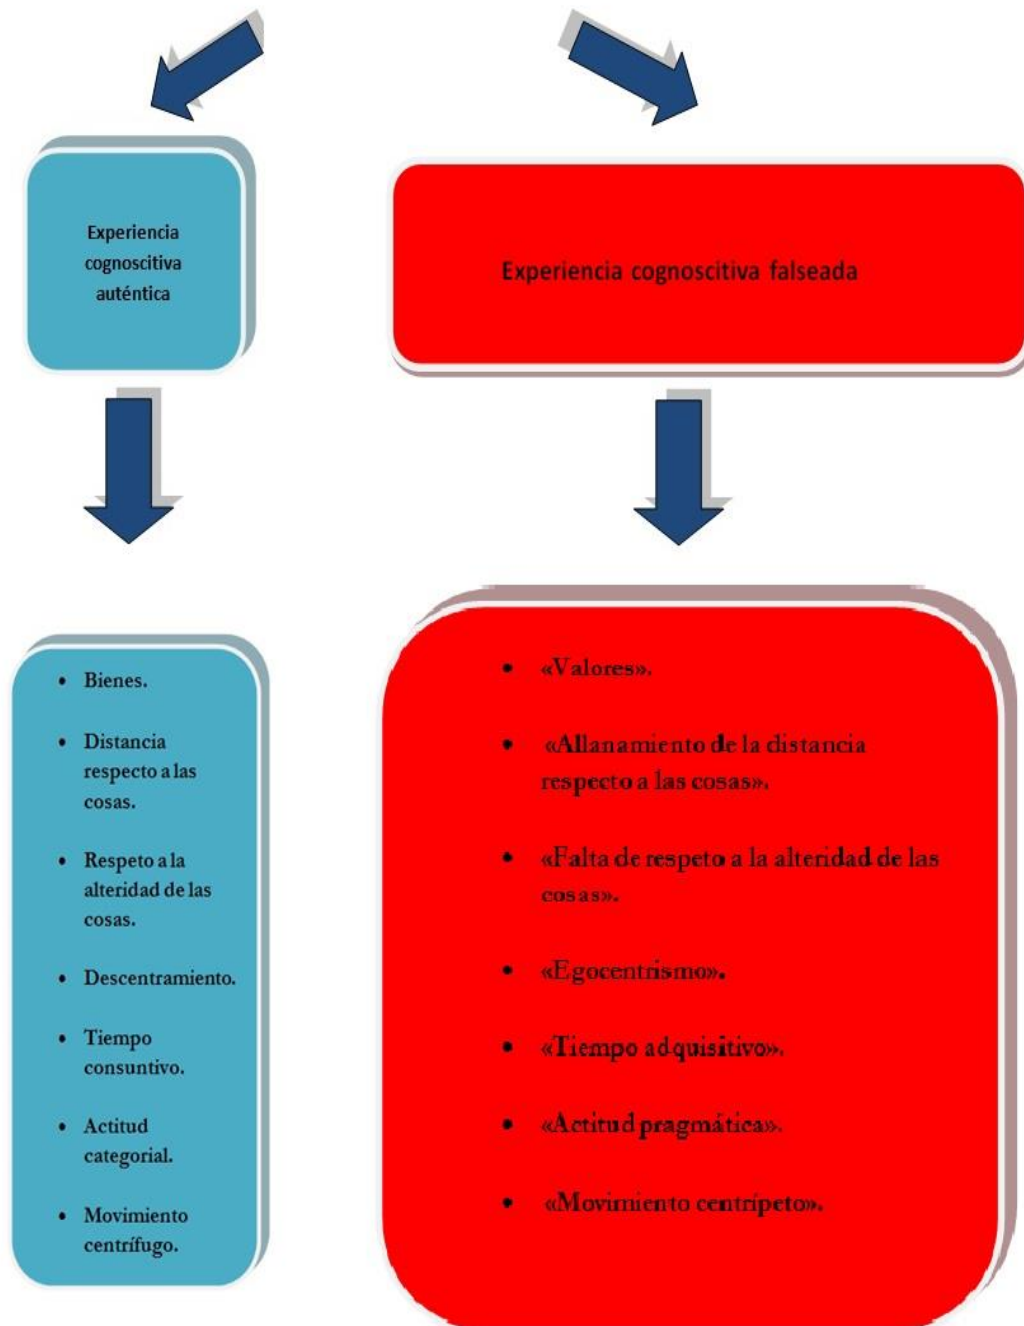 Experiencia
cognoscitiva
auténtica
Experiencia cognoscitiva falseada
• Bienes.
• Distancia
respecto a las
cosas.
• Respeto a la
alteridad de las
cosas.
• Descentramiento.
• Tiempo
consuntivo.
• Actitud
categorial.
• Movimiento
centrífugo.
• «Valores».
• «Allanamiento de la distancia
respecto a las cosas».
• «Falta de respeto a la alteridad de las
cosas».
• «Egocentrismo».
• «Tiempo adquisitivo».
• «Actitud pragmática».
• «Movimiento centrípeto».